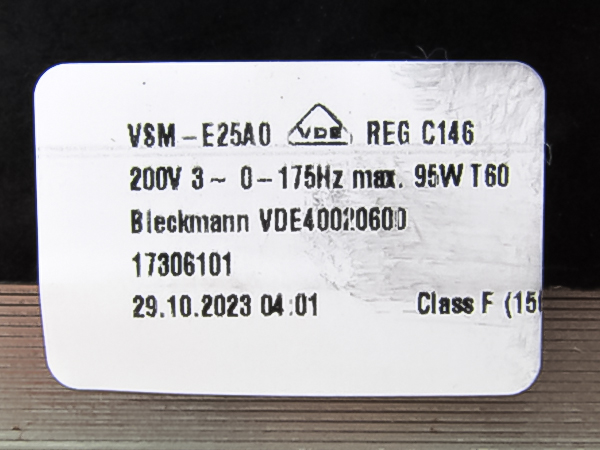 VSM-E25A0 VDE REG C146
200V 3~ 0-175Hz max. 95W T60
Bleckmann VDE40020600
17306101
29.10.2023 04:01 Class F (15